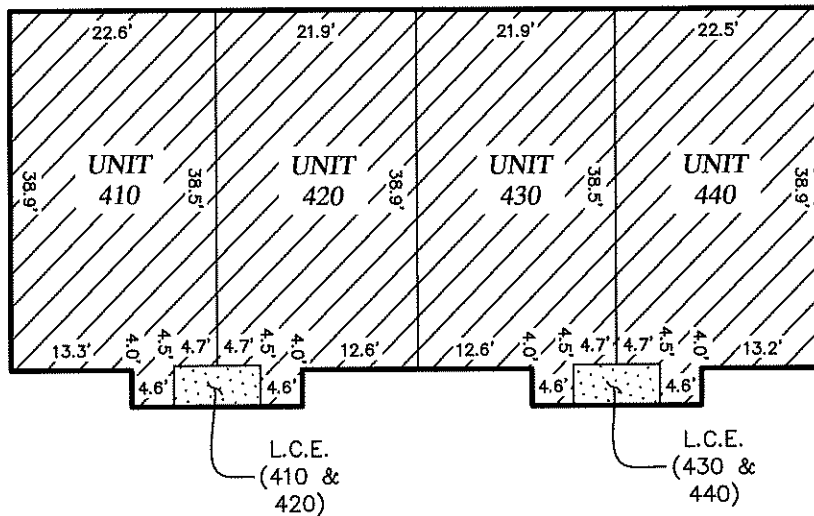 22.6' 21.9' 21.9' 22.5'
UNIT UNIT UNIT UNIT
410 420 430 440
38.9' 38.5' 38.9' 38.5' 38.9'
13.3' 4.0' 4.5' 4.7' 4.7' 4.5' 4.0' 12.6' 12.6' 4.0' 4.5' 4.7' 4.7' 4.5' 4.0' 13.2'
4.6' 4.6' 4.6' 4.6'
L.C.E.
(410 &
420)
L.C.E.
(430 &
440)